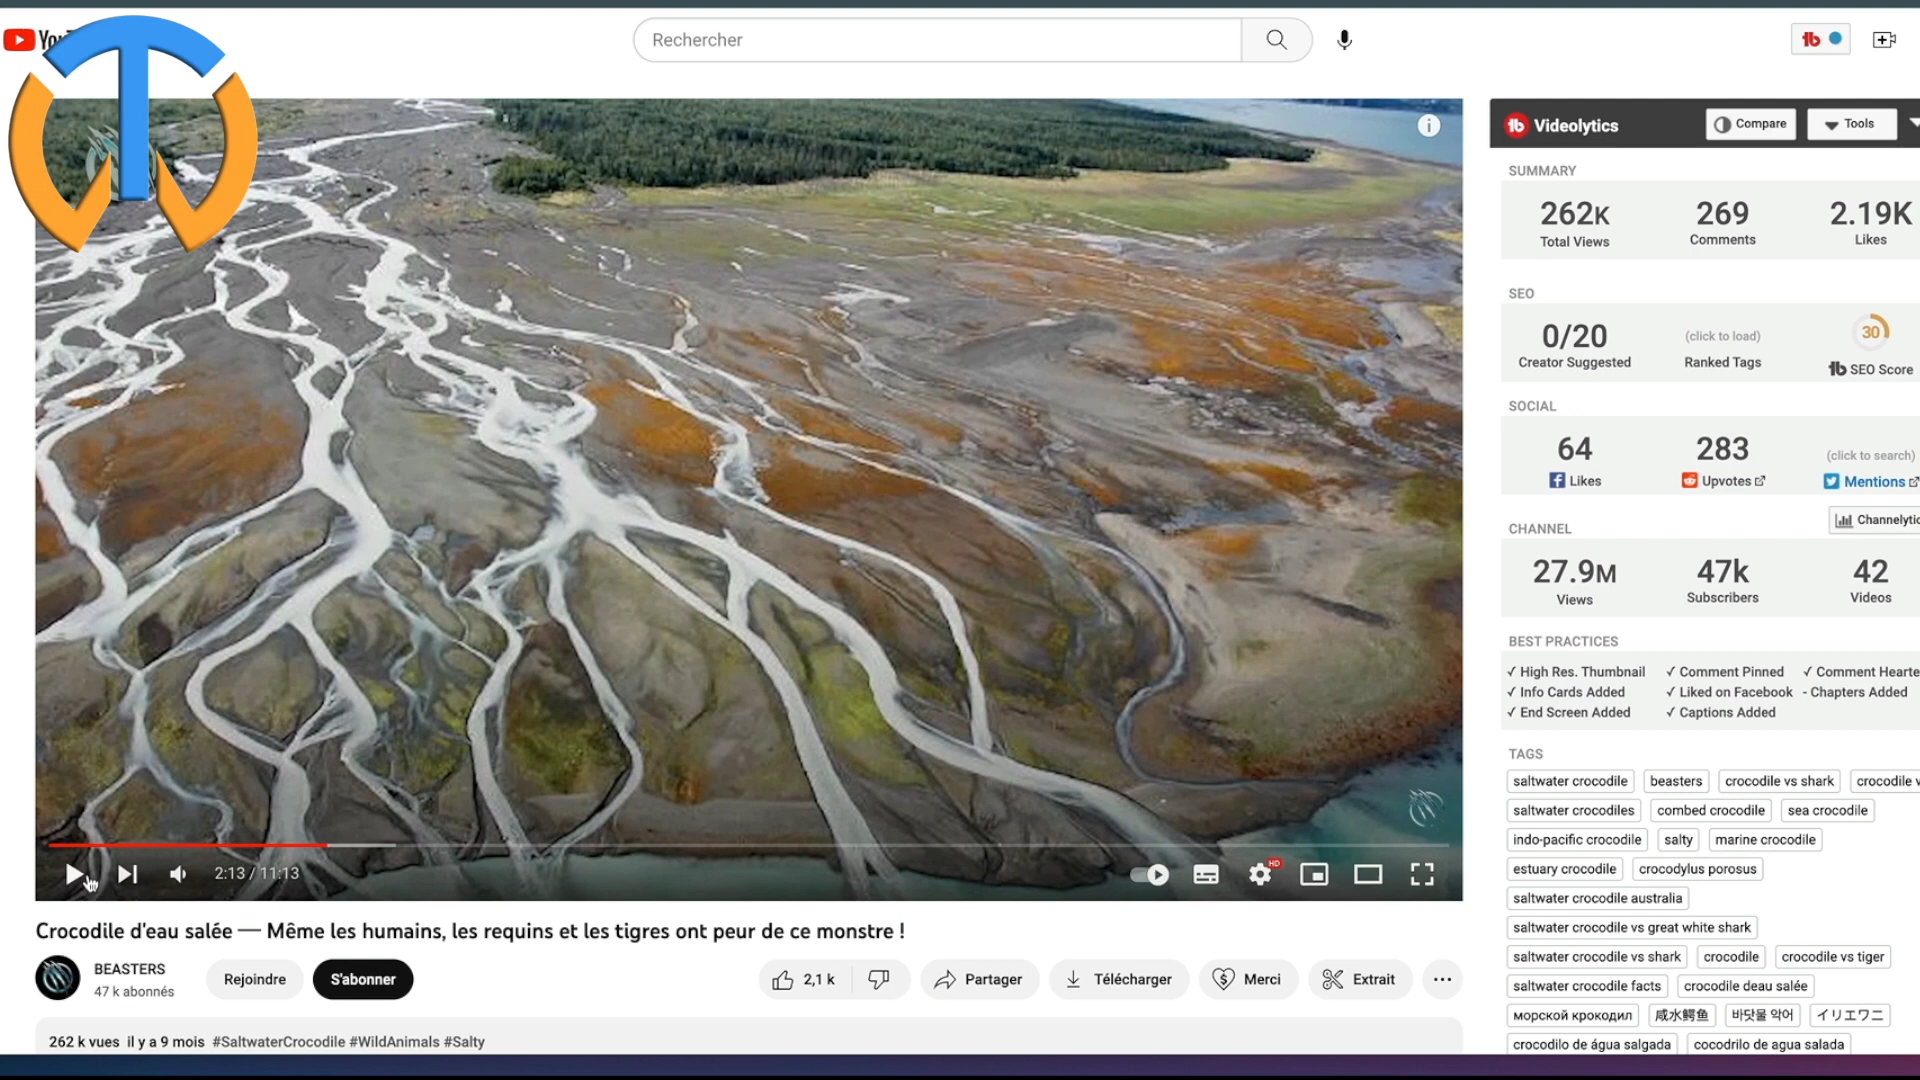 Rechercher
Videolytics
Compare
Tools
SUMMARY
262K
269
2.19K
Total Views
Comments
Likes
SEO
0/20
(click to load)
30
Creator Suggested
Ranked Tags
SEO Score
SOCIAL
64
283
(click to search)
Likes
Upvotes
Mentions
CHANNEL
27.9M
47k
42
Views
Subscribers
Videos
BEST PRACTICES
✓ High Res. Thumbnail ✓ Comment Pinned ✓ Comment Hearte
✓ Info Cards Added ✓ Liked on Facebook - Chapters Added
✓ End Screen Added ✓ Captions Added
TAGS
saltwater crocodile beasters crocodile vs shark crocodile v
saltwater crocodiles combed crocodile sea crocodile
indo-pacific crocodile salty marine crocodile
estuary crocodile crocodylus porosus
saltwater crocodile australia
saltwater crocodile vs great white shark
saltwater crocodile vs shark crocodile crocodile vs tiger
saltwater crocodile facts crocodile deau salée
морской крокодил 咸水鳄鱼 바닷물 악어 イリエワニ
crocodilo de água salgada cocodrilo de agua salada
2:13 / 11:13
HD
Crocodile d'eau salée — Même les humains, les requins et les tigres ont peur de ce monstre !
BEASTERS
47 k abonnés
Rejoindre
S'abonner
2,1 k
Partager
Télécharger
Merci
Extrait
262 k vues il y a 9 mois #SaltwaterCrocodile #WildAnimals #Salty